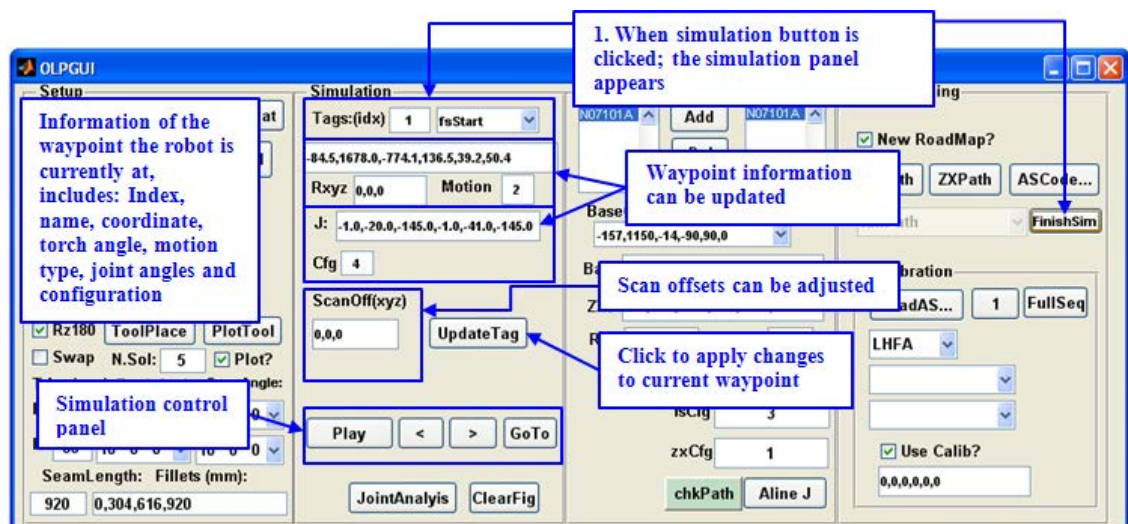 1. When simulation button is
clicked; the simulation panel
appears
OLPGUI
Setup
Information of the
waypoint the robot is
currently at,
includes: Index,
name, coordinate,
torch angle, motion
type, joint angles and
configuration
at
Rz180 ToolPlace PlotTool
Swap N.Sol: 5 Plot?
Angle:
Simulation control
panel
SeamLength: Fillets (mm):
920 0,304,616,920
Simulation
Tags:(idx) 1 fsStart
-84.5,1678.0,-774.1,136.5,39.2,50.4
Rxyz 0,0,0 Motion 2
J: -1.0,-20.0,-145.0,-1.0,-41.0,-145.0
Cfg 4
ScanOff(xyz)
0,0,0
UpdateTag
Play < > GoTo
JointAnalyis ClearFig
N07101A Add N07101A
Waypoint information
can be updated
Base
-157,1150,-14,-90,90,0
Scan offsets can be adjusted
Click to apply changes
to current waypoint
fsCfg 3
zxCfg 1
chkPath Aline J
ing
New RoadMap?
th ZXPath ASCode...
FinishSim
bration
adAS... 1 FullSeq
LHFA
Use Calib?
0,0,0,0,0,0